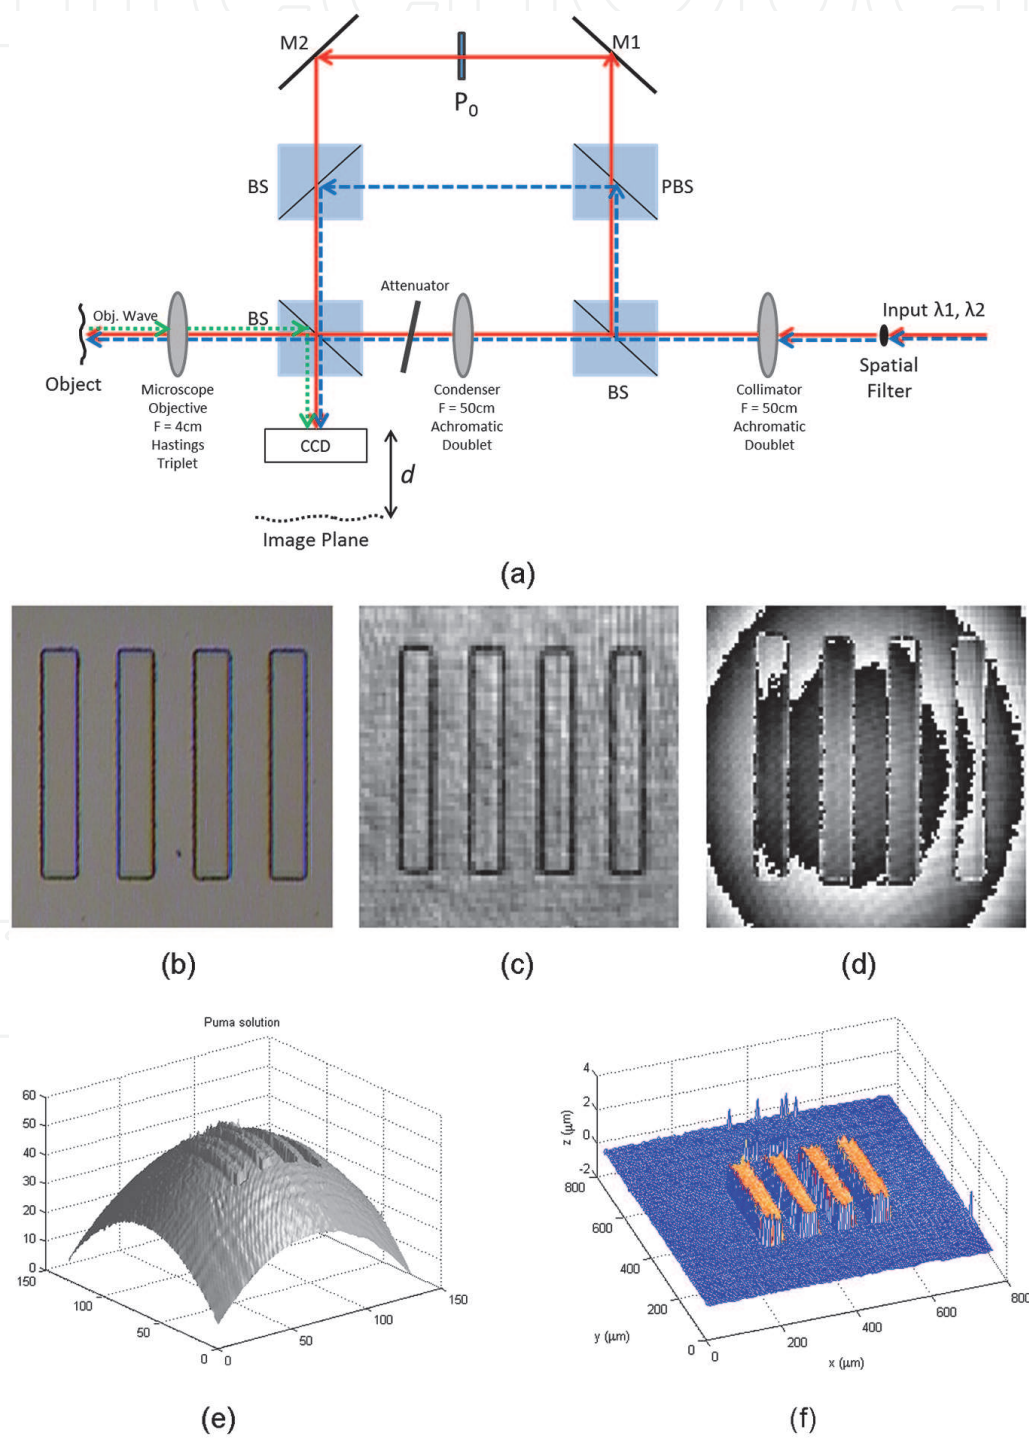 M2
M1
P0
BS
PBS
Attenuator
Obj. Wave
BS
Input λ1, λ2
Object
Microscope
Objective
F = 4cm
Hastings
Triplet
Condenser
F = 50cm
Achromatic
Doublet
BS
Collimator
F = 50cm
Achromatic
Doublet
Spatial
Filter
CCD
d
Image Plane
(a)
(b)
(c)
(d)
Puma solution
60
50
40
30
20
10
0
150
100
50
0
0
50
100
150
(e)
4
2
0
-2
z (μm)
800
600
400
200
0
y (μm)
0
200
400
600
800
x (μm)
(f)